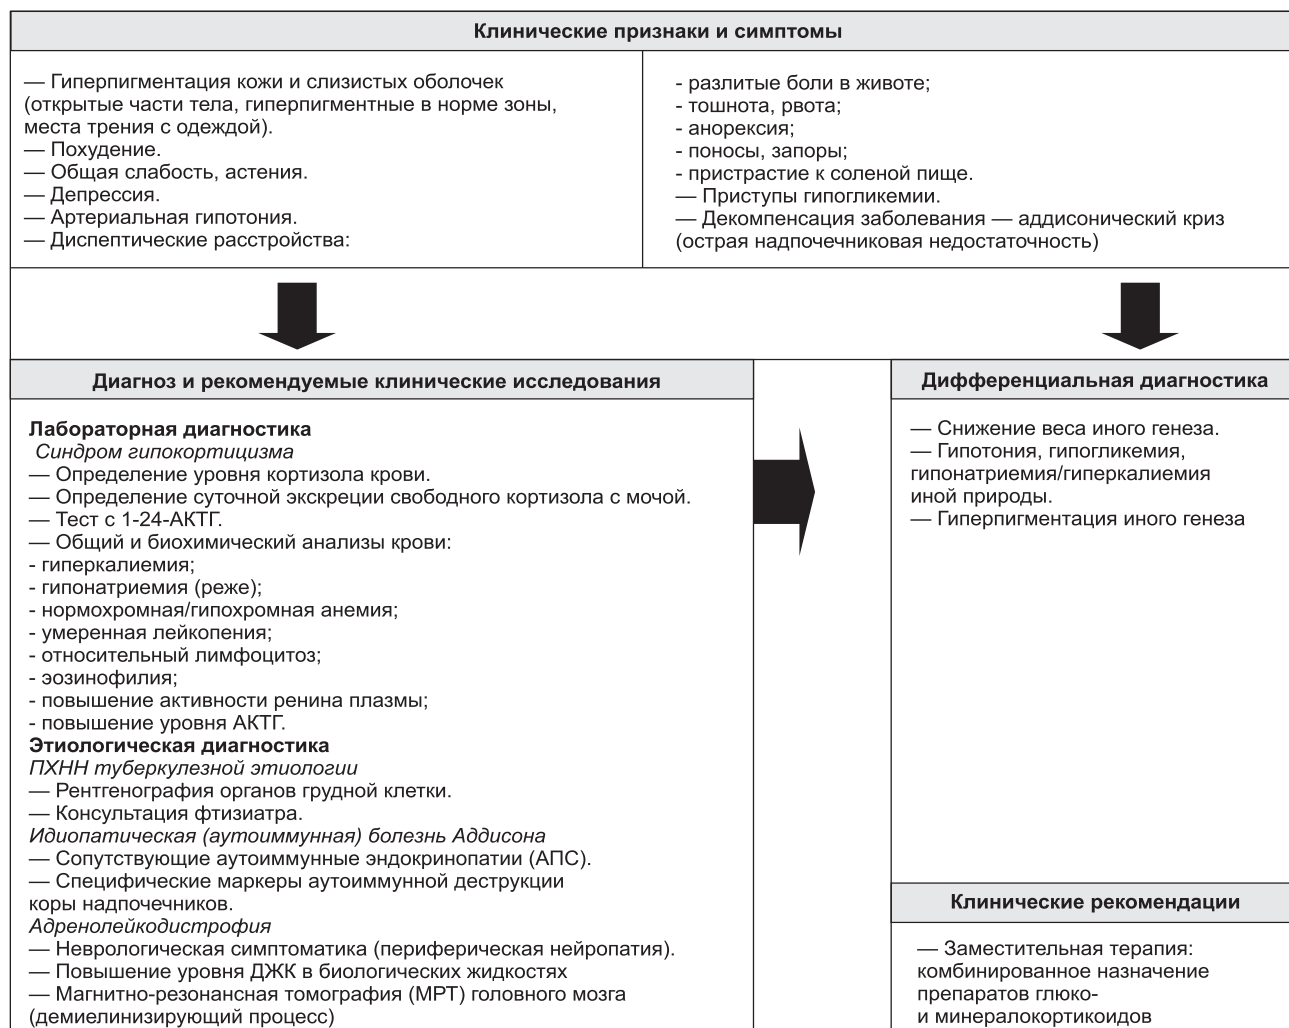 Клинические признаки и симптомы
— Гиперпигментация кожи и слизистых оболочек
(открытые части тела, гиперпигментные в норме зоны,
места трения с одеждой).
— Похудение.
— Общая слабость, астения.
— Депрессия.
— Артериальная гипотония.
— Диспептические расстройства:
- разлитые боли в животе;
- тошнота, рвота;
- анорексия;
- поносы, запоры;
- пристрастие к соленой пище.
— Приступы гипогликемии.
— Декомпенсация заболевания — аддисонический криз
(острая надпочечниковая недостаточность)
Диагноз и рекомендуемые клинические исследования
Лабораторная диагностика
Синдром гипокортицизма
— Определение уровня кортизола крови.
— Определение суточной экскреции свободного кортизола с мочой.
— Тест с 1-24-АКТГ.
— Общий и биохимический анализы крови:
- гиперкалиемия;
- гипонатриемия (реже);
- нормохромная/гипохромная анемия;
- умеренная лейкопения;
- относительный лимфоцитоз;
- эозинофилия;
- повышение активности ренина плазмы;
- повышение уровня АКТГ.
Этиологическая диагностика
ПХНН туберкулезной этиологии
— Рентгенография органов грудной клетки.
— Консультация фтизиатра.
Идиопатическая (аутоиммунная) болезнь Аддисона
— Сопутствующие аутоиммунные эндокринопатии (АПС).
— Специфические маркеры аутоиммунной деструкции
коры надпочечников.
Адренолейкодистрофия
— Неврологическая симптоматика (периферическая нейропатия).
— Повышение уровня ДЖК в биологических жидкостях
— Магнитно-резонансная томография (МРТ) головного мозга
(демиелинизирующий процесс)
Дифференциальная диагностика
— Снижение веса иного генеза.
— Гипотония, гипогликемия,
гипонатриемия/гиперкалиемия
иной природы.
— Гиперпигментация иного генеза
Клинические рекомендации
— Заместительная терапия:
комбинированное назначение
препаратов глюко-
и минералокортикоидов